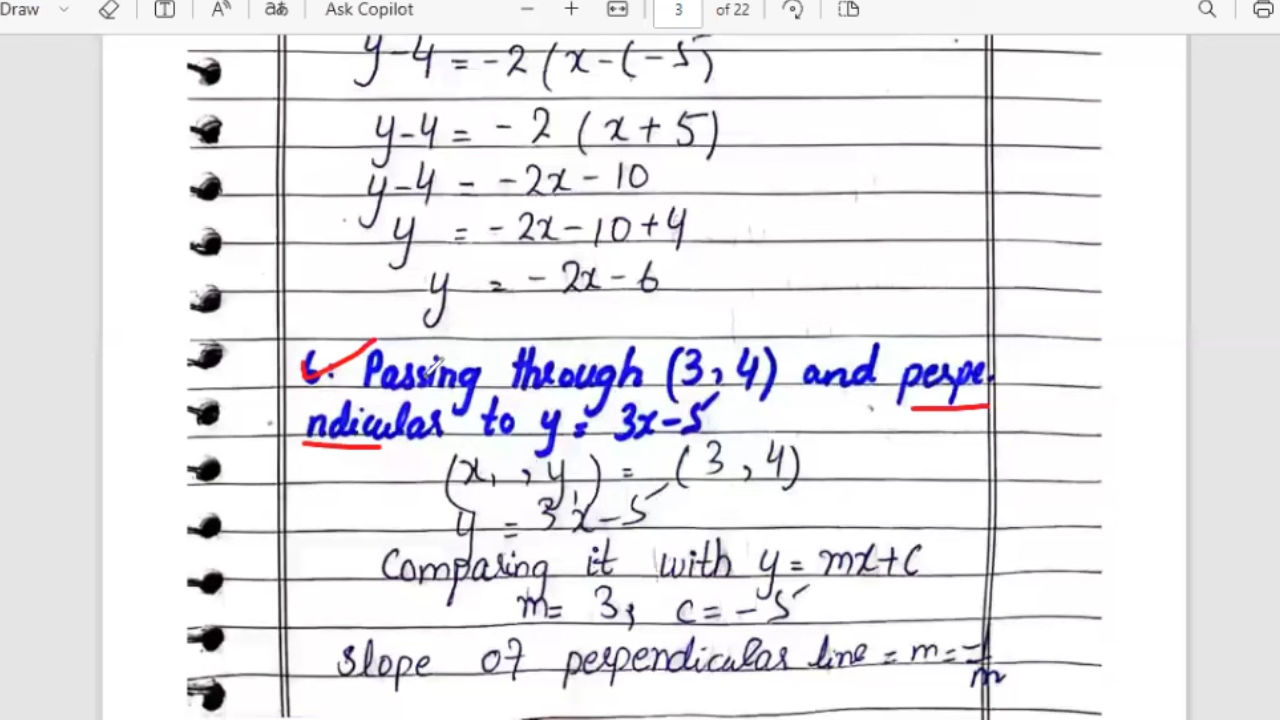 Draw aあ Ask Copilot 3 of 22
y-4 = -2 (x-(-5)
y-4 = -2 (x+5)
y-4 = -2x-10
y = -2x-10+4
y = -2x-6
6. Passing through (3,4) and perpe-
ndicular to y = 3x-5
(x₁, y₁) = (3,4)
y = 3x-5
Comparing it with y = mx+c
m= 3; c = -5
slope of perpendicular line = m = -1/m